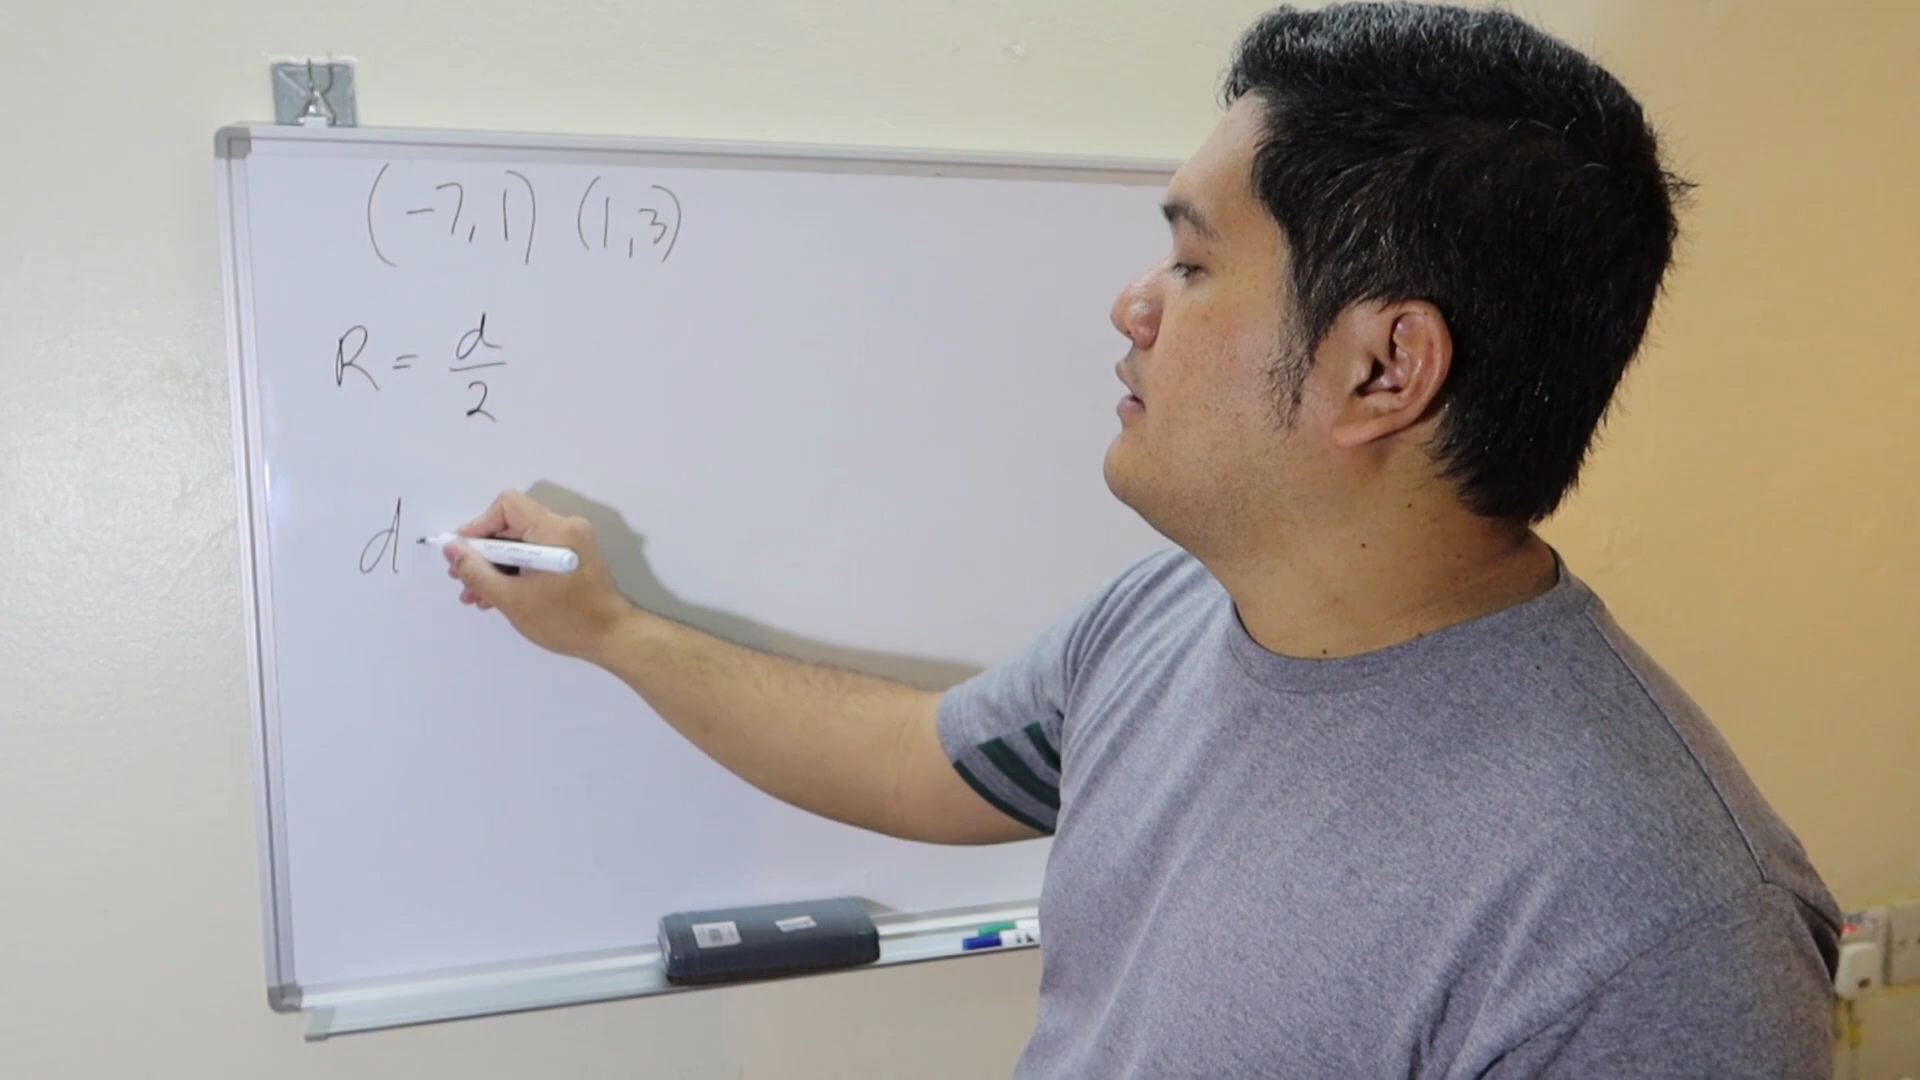 (-7, 1) (1, 3)
R = d/2
d